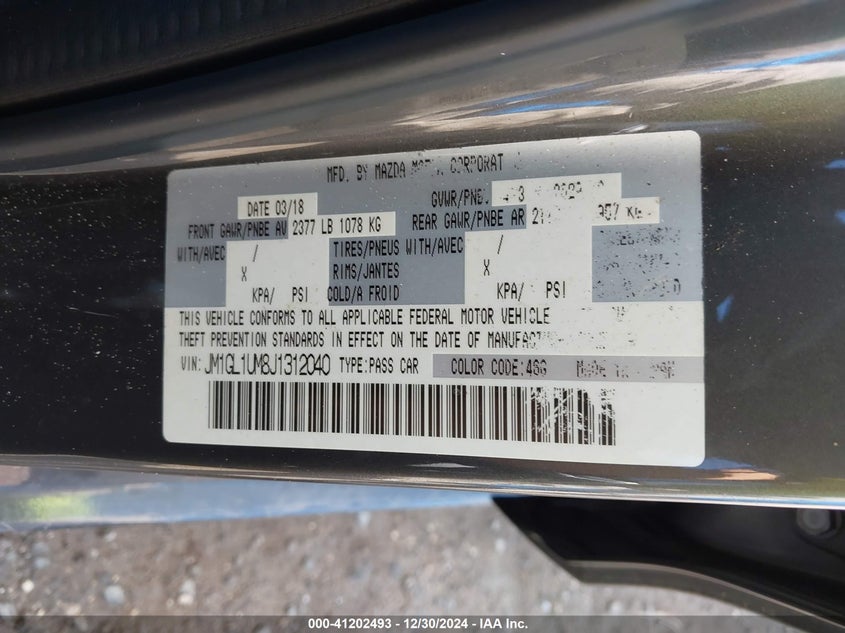 MFD. BY MAZDA CORPORAT
DATE 03/18 GVWR/PNBV
FRONT GAWR/PNBE AV 2377 LB 1078 KG REAR GAWR/PNBE AR
WITH/AVEC / TIRES/PNEUS WITH/AVEC /
X RIMS/JANTES X
KPA/ PSI COLD/A FROID KPA/ PSI
THIS VEHICLE CONFORMS TO ALL APPLICABLE FEDERAL MOTOR VEHICLE
THEFT PREVENTION STANDARDS IN EFFECT ON THE DATE OF
VIN: JM1GL1UM8J1312040 TYPE:PASS CAR COLOR CODE:46G MADE IN
000-41202493 - 12/30/2024 - IAA Inc.